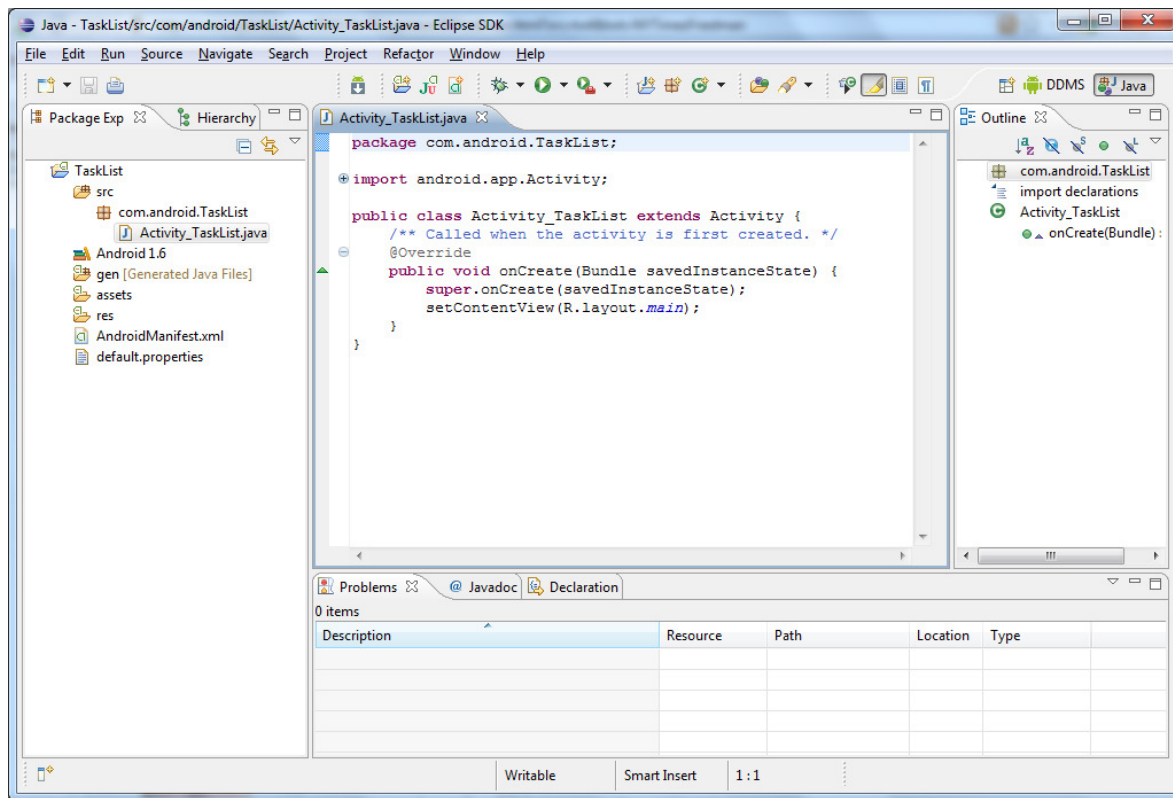 Java - TaskList/src/com/android/TaskList/Activity_TaskList.java - Eclipse SDK
File Edit Run Source Navigate Search Project Refactor Window Help
DDMS Java
Package Exp Hierarchy
TaskList
src
com.android.TaskList
Activity_TaskList.java
Android 1.6
gen [Generated Java Files]
assets
res
AndroidManifest.xml
default.properties
Activity_TaskList.java
package com.android.TaskList;
import android.app.Activity;
public class Activity_TaskList extends Activity {
/** Called when the activity is first created. */
@Override
public void onCreate(Bundle savedInstanceState) {
super.onCreate(savedInstanceState);
setContentView(R.layout.main);
}
}
Outline
com.android.TaskList
import declarations
Activity_TaskList
onCreate(Bundle) :
Problems @ Javadoc Declaration
0 items
Description Resource Path Location Type
Writable Smart Insert 1 : 1